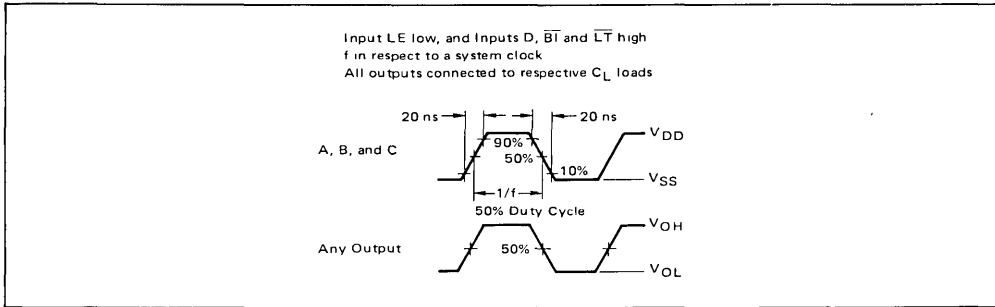 Input LE low, and Inputs D, B̅I̅ and L̅T̅ high
f in respect to a system clock
All outputs connected to respective CL loads
20 ns
20 ns
A, B, and C
90%
50%
10%
VDD
VSS
1/f
50% Duty Cycle
Any Output
50%
VOH
VOL